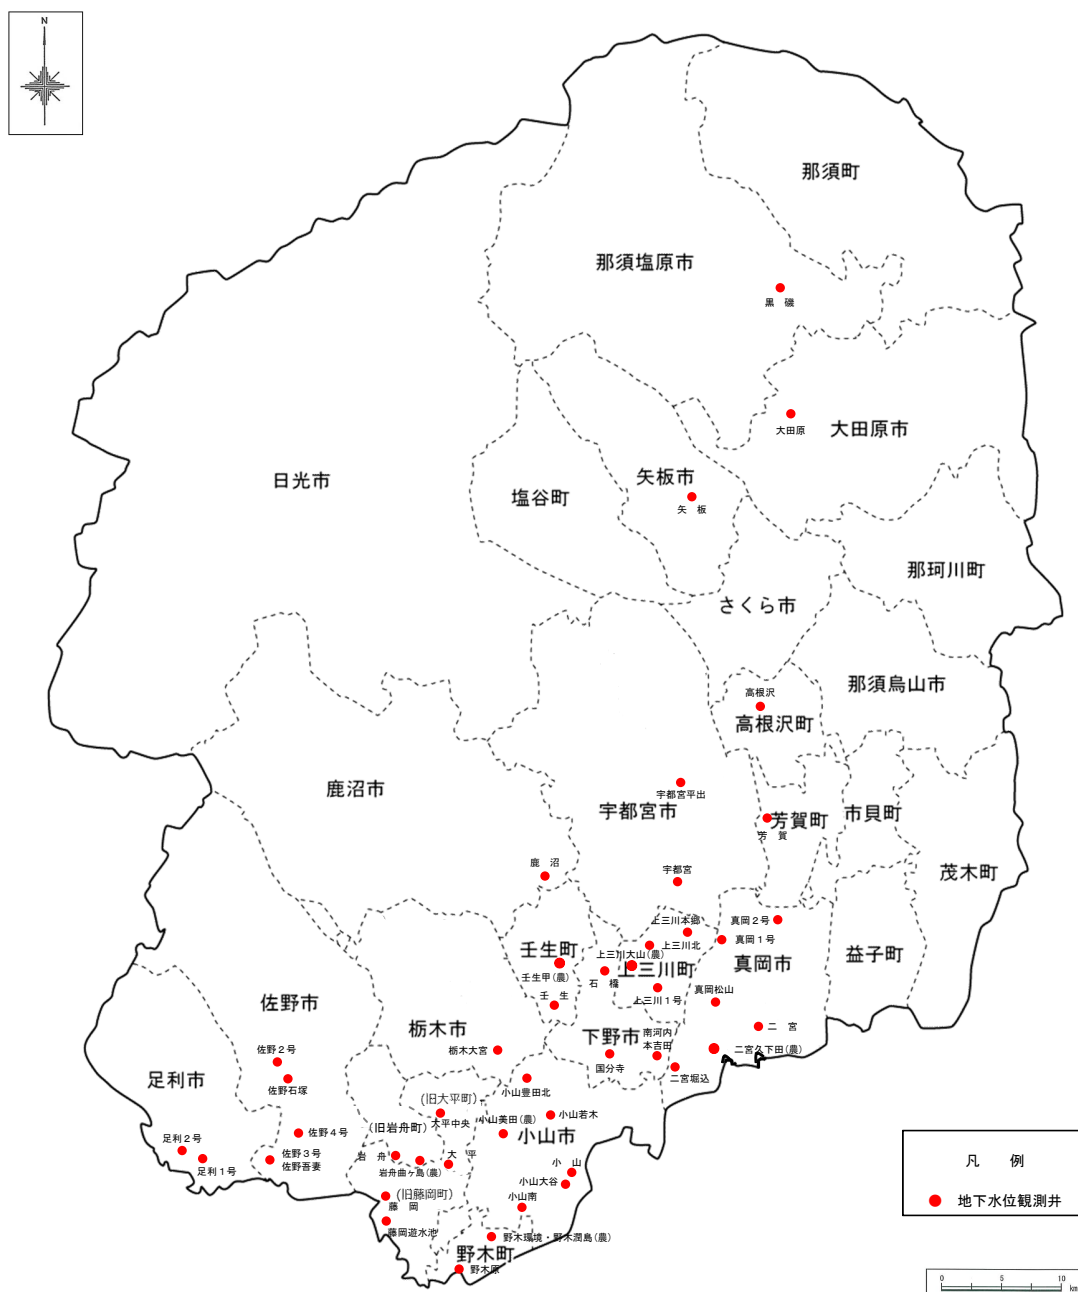 N
那須町
那須塩原市
黒 磯
大田原
大田原市
日光市
矢板市
塩谷町
矢 板
那珂川町
さくら市
那須烏山市
高根沢
高根沢町
鹿沼市
宇都宮平出
宇都宮市
芳賀町
芳 賀
市貝町
茂木町
鹿 沼
宇都宮
上三川本郷
真岡2号
上三川北
真岡1号
壬生町
上三川大山(農)
上三川町
真岡市
益子町
壬生甲(農)
石 橋
上三川1号
真岡松山
壬 生
佐野市
栃木市
下野市
南河内
本吉田
二 宮
栃木大宮
国分寺
二宮久下田(農)
二宮堀込
佐野2号
佐野石塚
足利市
小山豊田北
(旧大平町)
大平中央
小山美田(農)
小山若木
(旧岩舟町)
小山市
佐野4号
足利2号
足利1号
佐野3号
佐野吾妻
岩 舟
大 平
岩舟曲ヶ島(農)
小 山
小山大谷
(旧藤岡町)
藤 岡
小山南
藤岡遊水池
野木環境・野木潤島(農)
野木町
野木原
凡 例
地下水位観測井
0 5 10
km